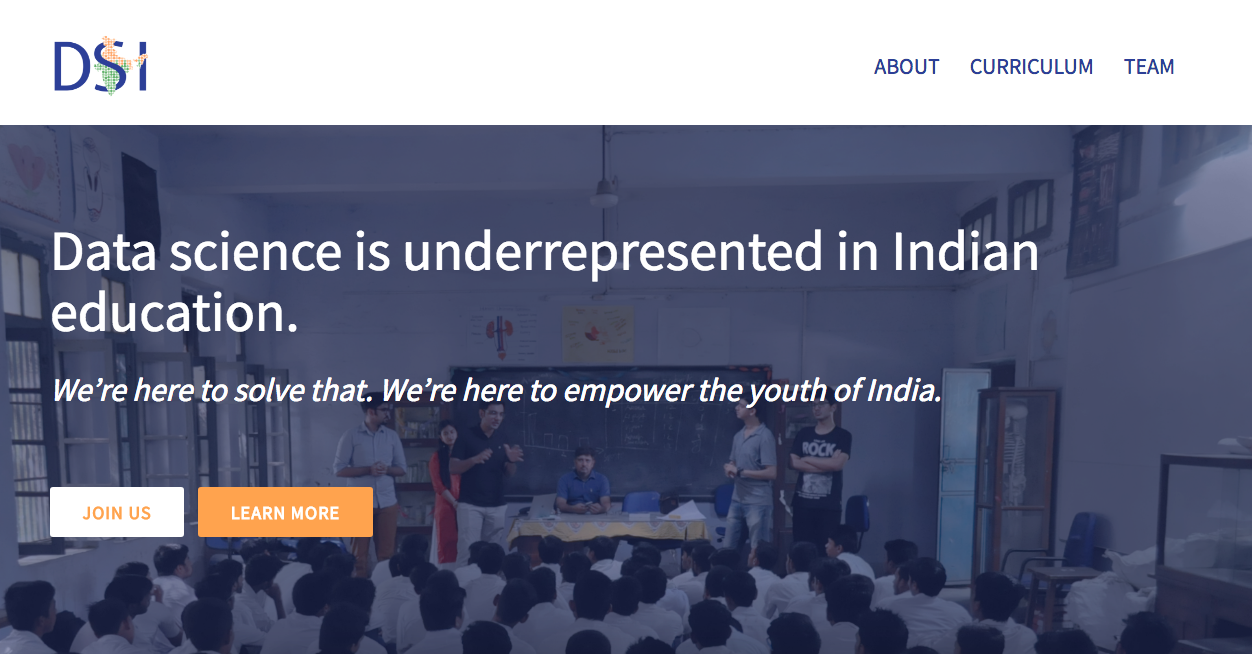 DSI
ABOUT CURRICULUM TEAM
Data science is underrepresented in Indian
education.
We're here to solve that. We're here to empower the youth of India.
ROCK
JOIN US LEARN MORE